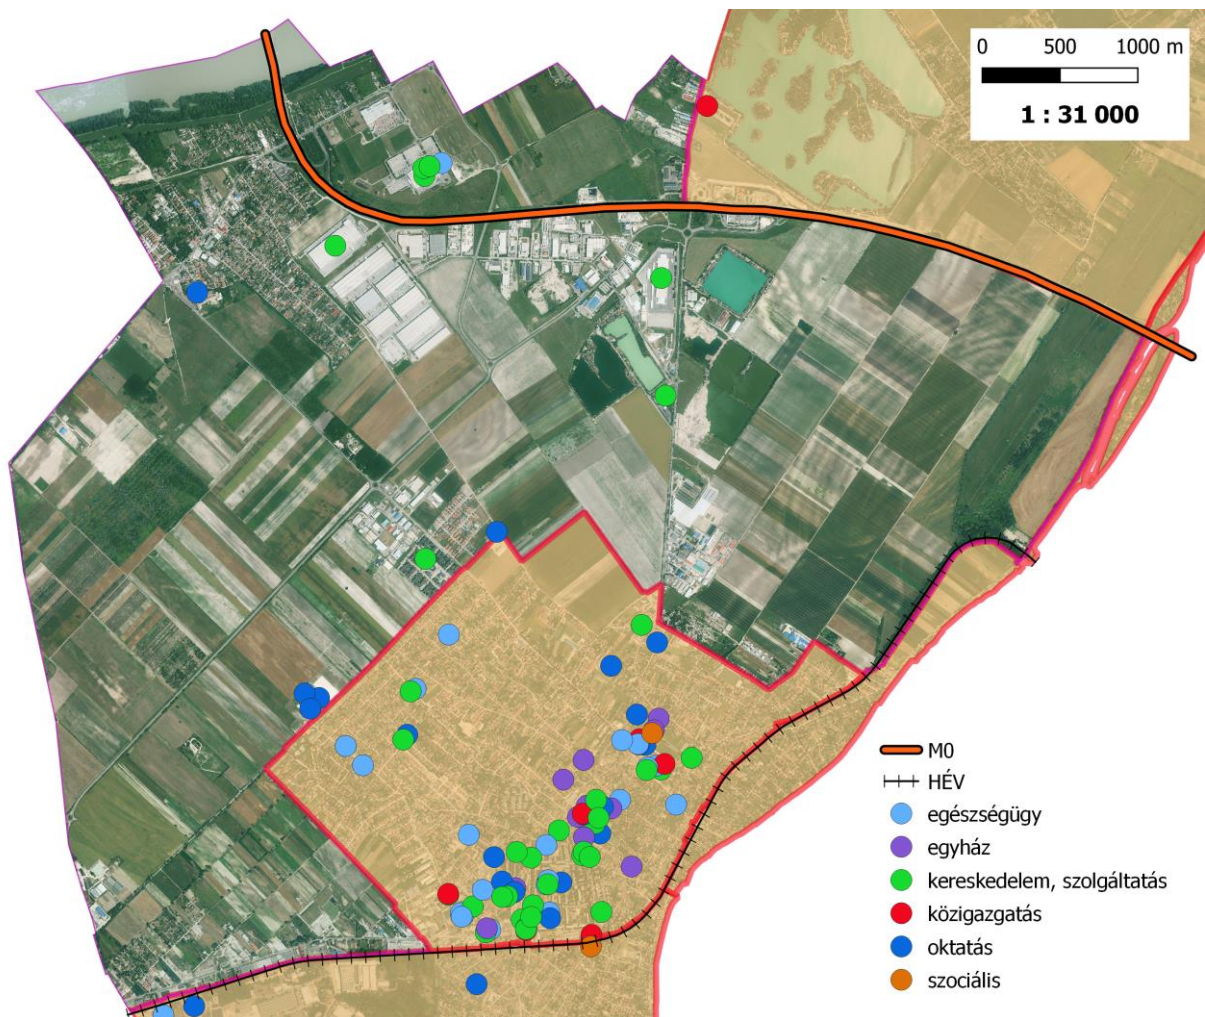 0 500 1000 m
1 : 31 000
M0
HÉV
egészségügy
egyház
kereskedelem, szolgáltatás
közigazgatás
oktatás
szociális